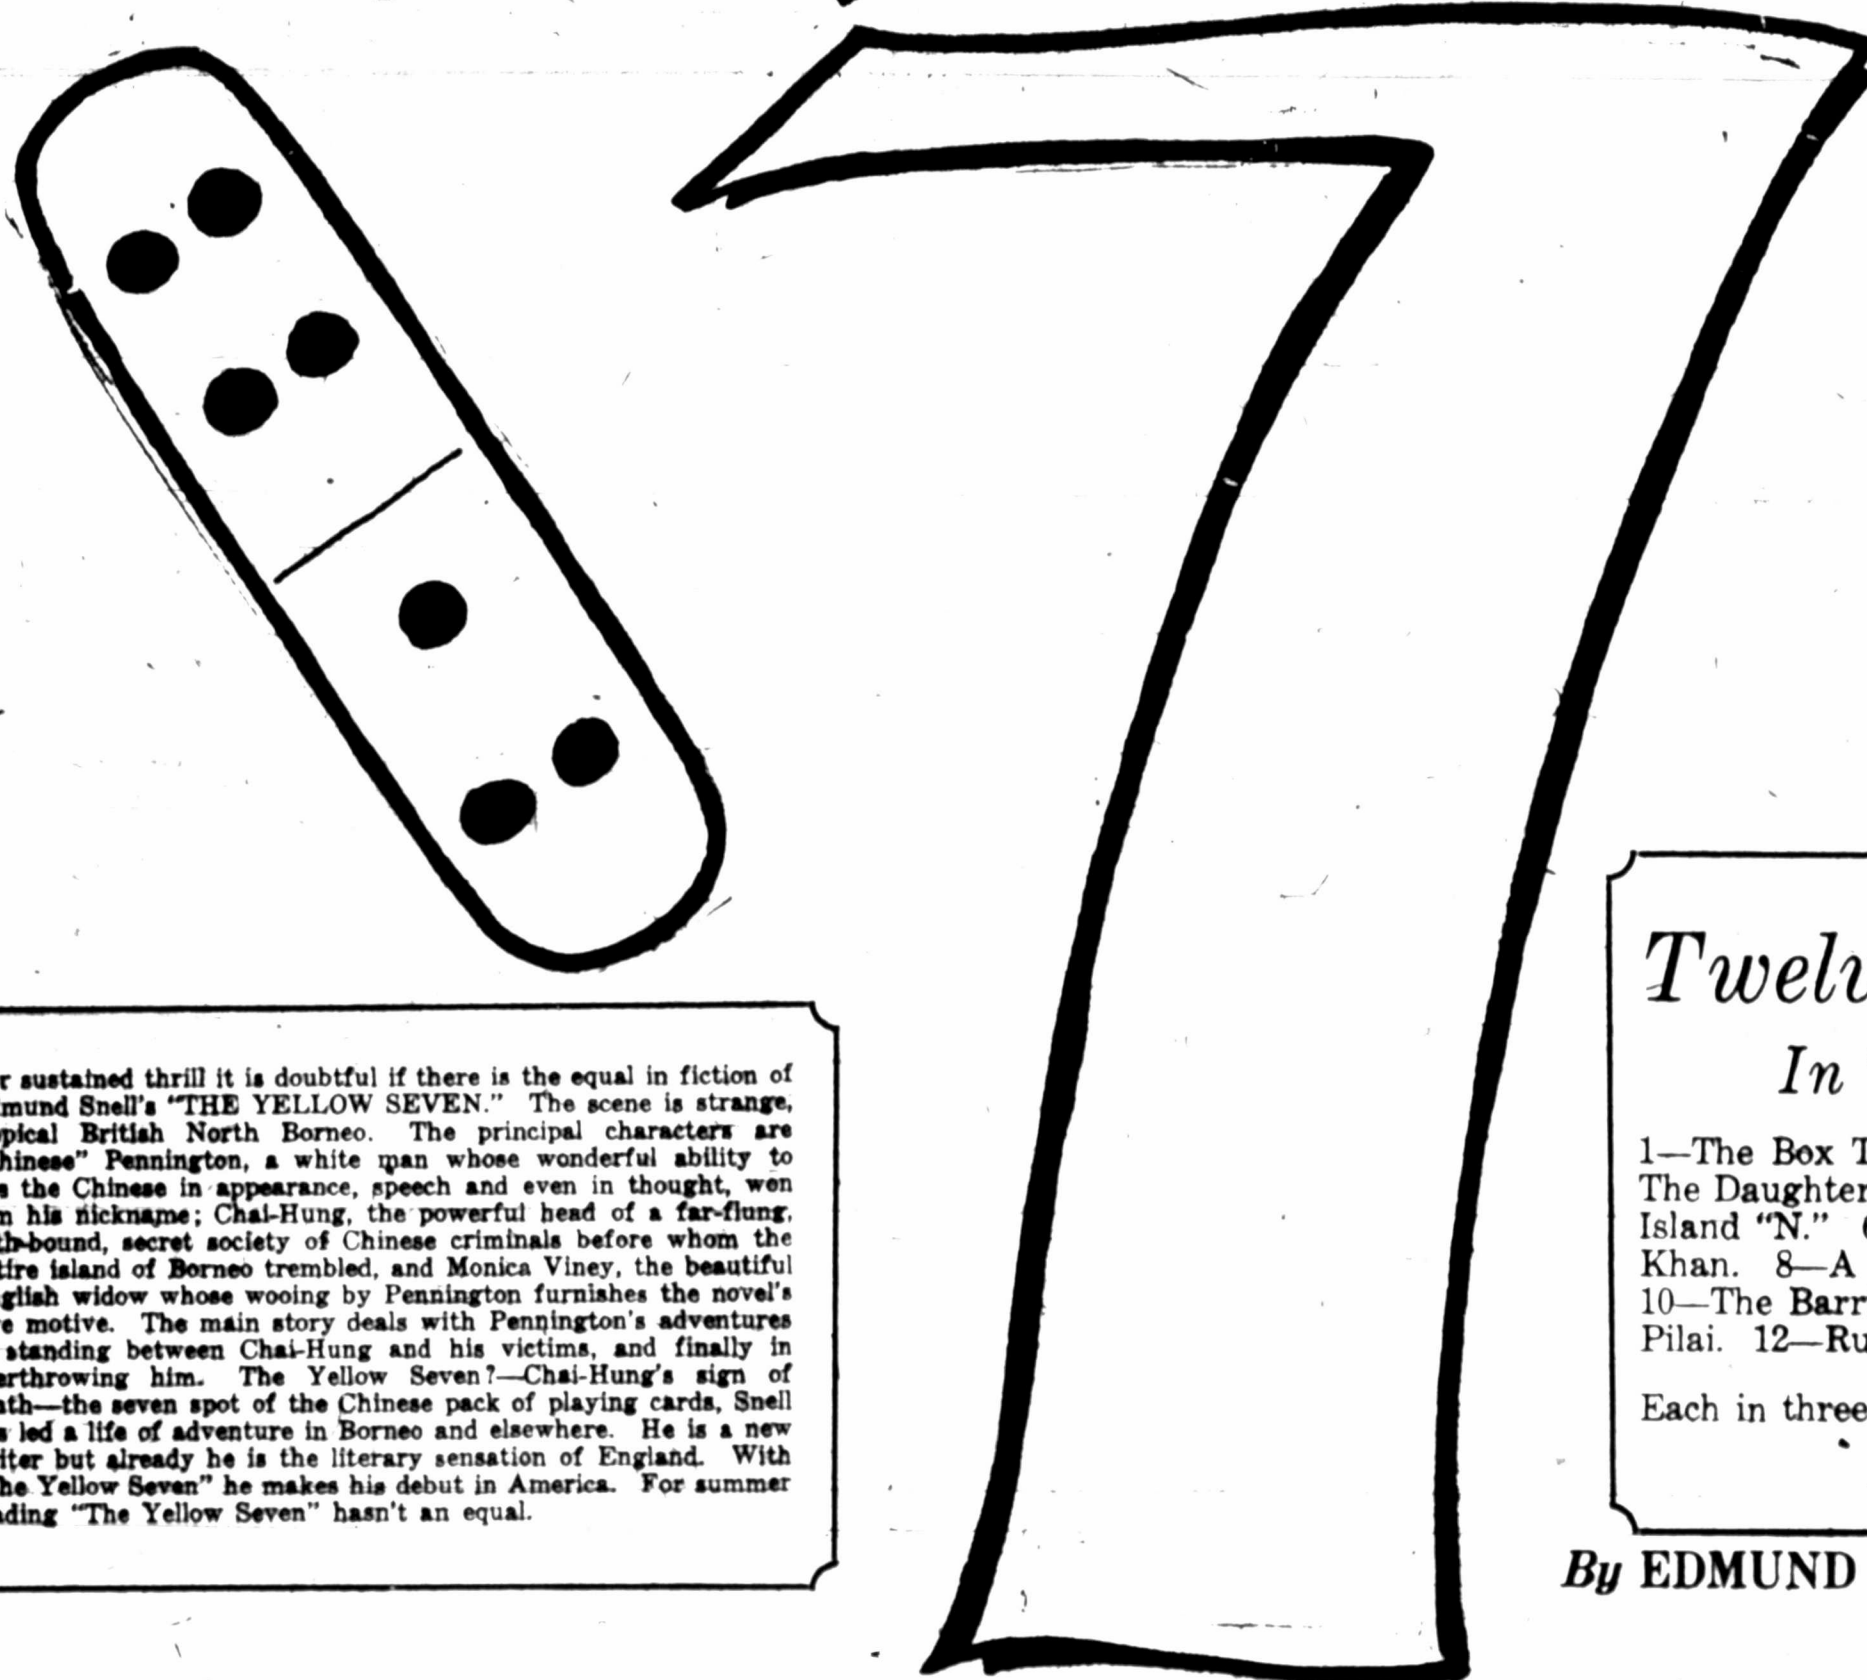 7
r sustained thrill it is doubtful if there is the equal in fiction of
mund Snell's "THE YELLOW SEVEN." The scene is strange,
pical British North Borneo. The principal characters are
hinese" Pennington, a white man whose wonderful ability to
s the Chinese in appearance, speech and even in thought, won
m his nickname; Chai-Hung, the powerful head of a far-flung,
th-bound, secret society of Chinese criminals before whom the
tire island of Borneo trembled, and Monica Viney, the beautiful
glish widow whose wooing by Pennington furnishes the novel's
e motive. The main story deals with Pennington's adventures
standing between Chai-Hung and his victims, and finally in
erthrowing him. The Yellow Seven?—Chai-Hung's sign of
ath—the seven spot of the Chinese pack of playing cards, Snell
s led a life of adventure in Borneo and elsewhere. He is a new
iter but already he is the literary sensation of England. With
he Yellow Seven" he makes his debut in America. For summer
ading "The Yellow Seven" hasn't an equal.
Twelv
In
1—The Box T
The Daughter
Island "N."
Khan. 8—A
10—The Barr
Pilai. 12—Ru
Each in three
By EDMUND